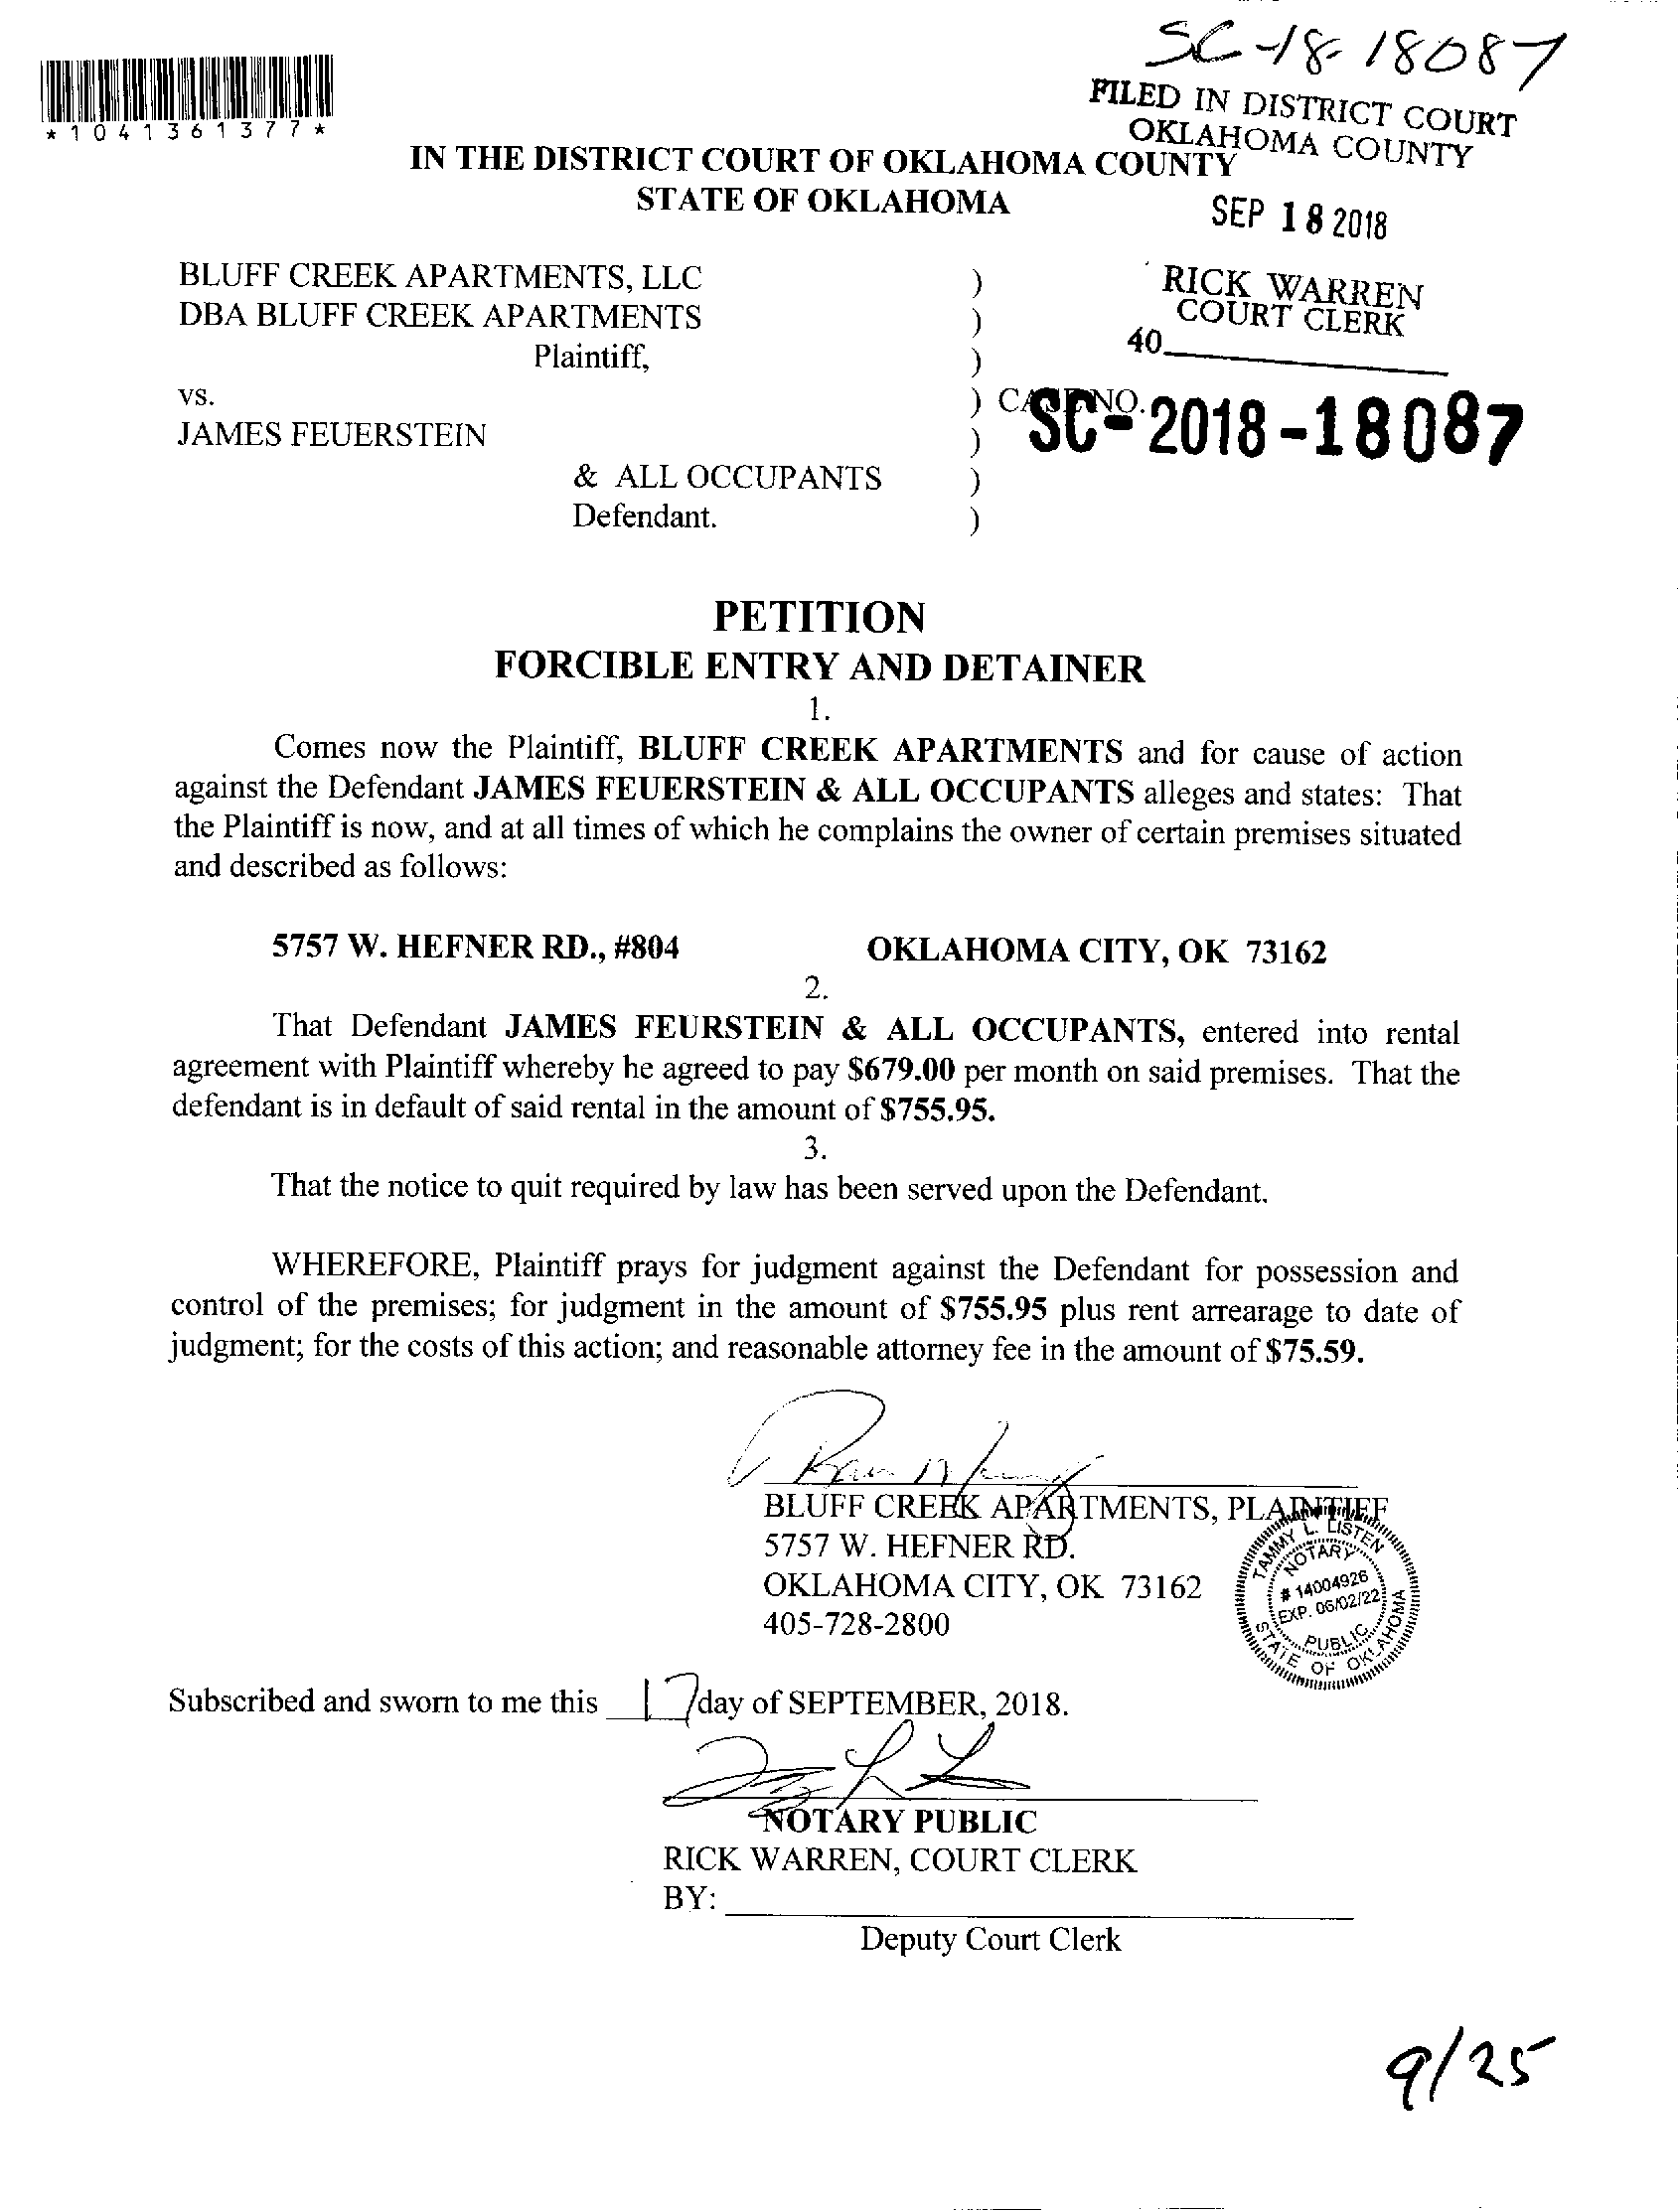 SC-18-18087
*1041361377*
FILED IN DISTRICT COURT
OKLAHOMA COUNTY
IN THE DISTRICT COURT OF OKLAHOMA COUNTY
STATE OF OKLAHOMA
SEP 18 2018
RICK WARREN
COURT CLERK
40
BLUFF CREEK APARTMENTS, LLC )
DBA BLUFF CREEK APARTMENTS )
Plaintiff, )
vs. ) CASE NO. SC-2018-18087
JAMES FEUERSTEIN )
& ALL OCCUPANTS )
Defendant. )
PETITION
FORCIBLE ENTRY AND DETAINER
1.
Comes now the Plaintiff, BLUFF CREEK APARTMENTS and for cause of action
against the Defendant JAMES FEUERSTEIN & ALL OCCUPANTS alleges and states: That
the Plaintiff is now, and at all times of which he complains the owner of certain premises situated
and described as follows:
5757 W. HEFNER RD., #804 OKLAHOMA CITY, OK 73162
2.
That Defendant JAMES FEURSTEIN & ALL OCCUPANTS, entered into rental
agreement with Plaintiff whereby he agreed to pay $679.00 per month on said premises. That the
defendant is in default of said rental in the amount of $755.95.
3.
That the notice to quit required by law has been served upon the Defendant.
WHEREFORE, Plaintiff prays for judgment against the Defendant for possession and
control of the premises; for judgment in the amount of $755.95 plus rent arrearage to date of
judgment; for the costs of this action; and reasonable attorney fee in the amount of $75.59.
BLUFF CREEK APARTMENTS, PLAINTIFF
5757 W. HEFNER RD.
OKLAHOMA CITY, OK 73162
405-728-2800
TAMMY L. LISTEN
NOTARY
# 14004926
EXP. 06/02/22
PUBLIC
STATE OF OKLAHOMA
Subscribed and sworn to me this 17 day of SEPTEMBER, 2018.
NOTARY PUBLIC
RICK WARREN, COURT CLERK
BY:
Deputy Court Clerk
9/25